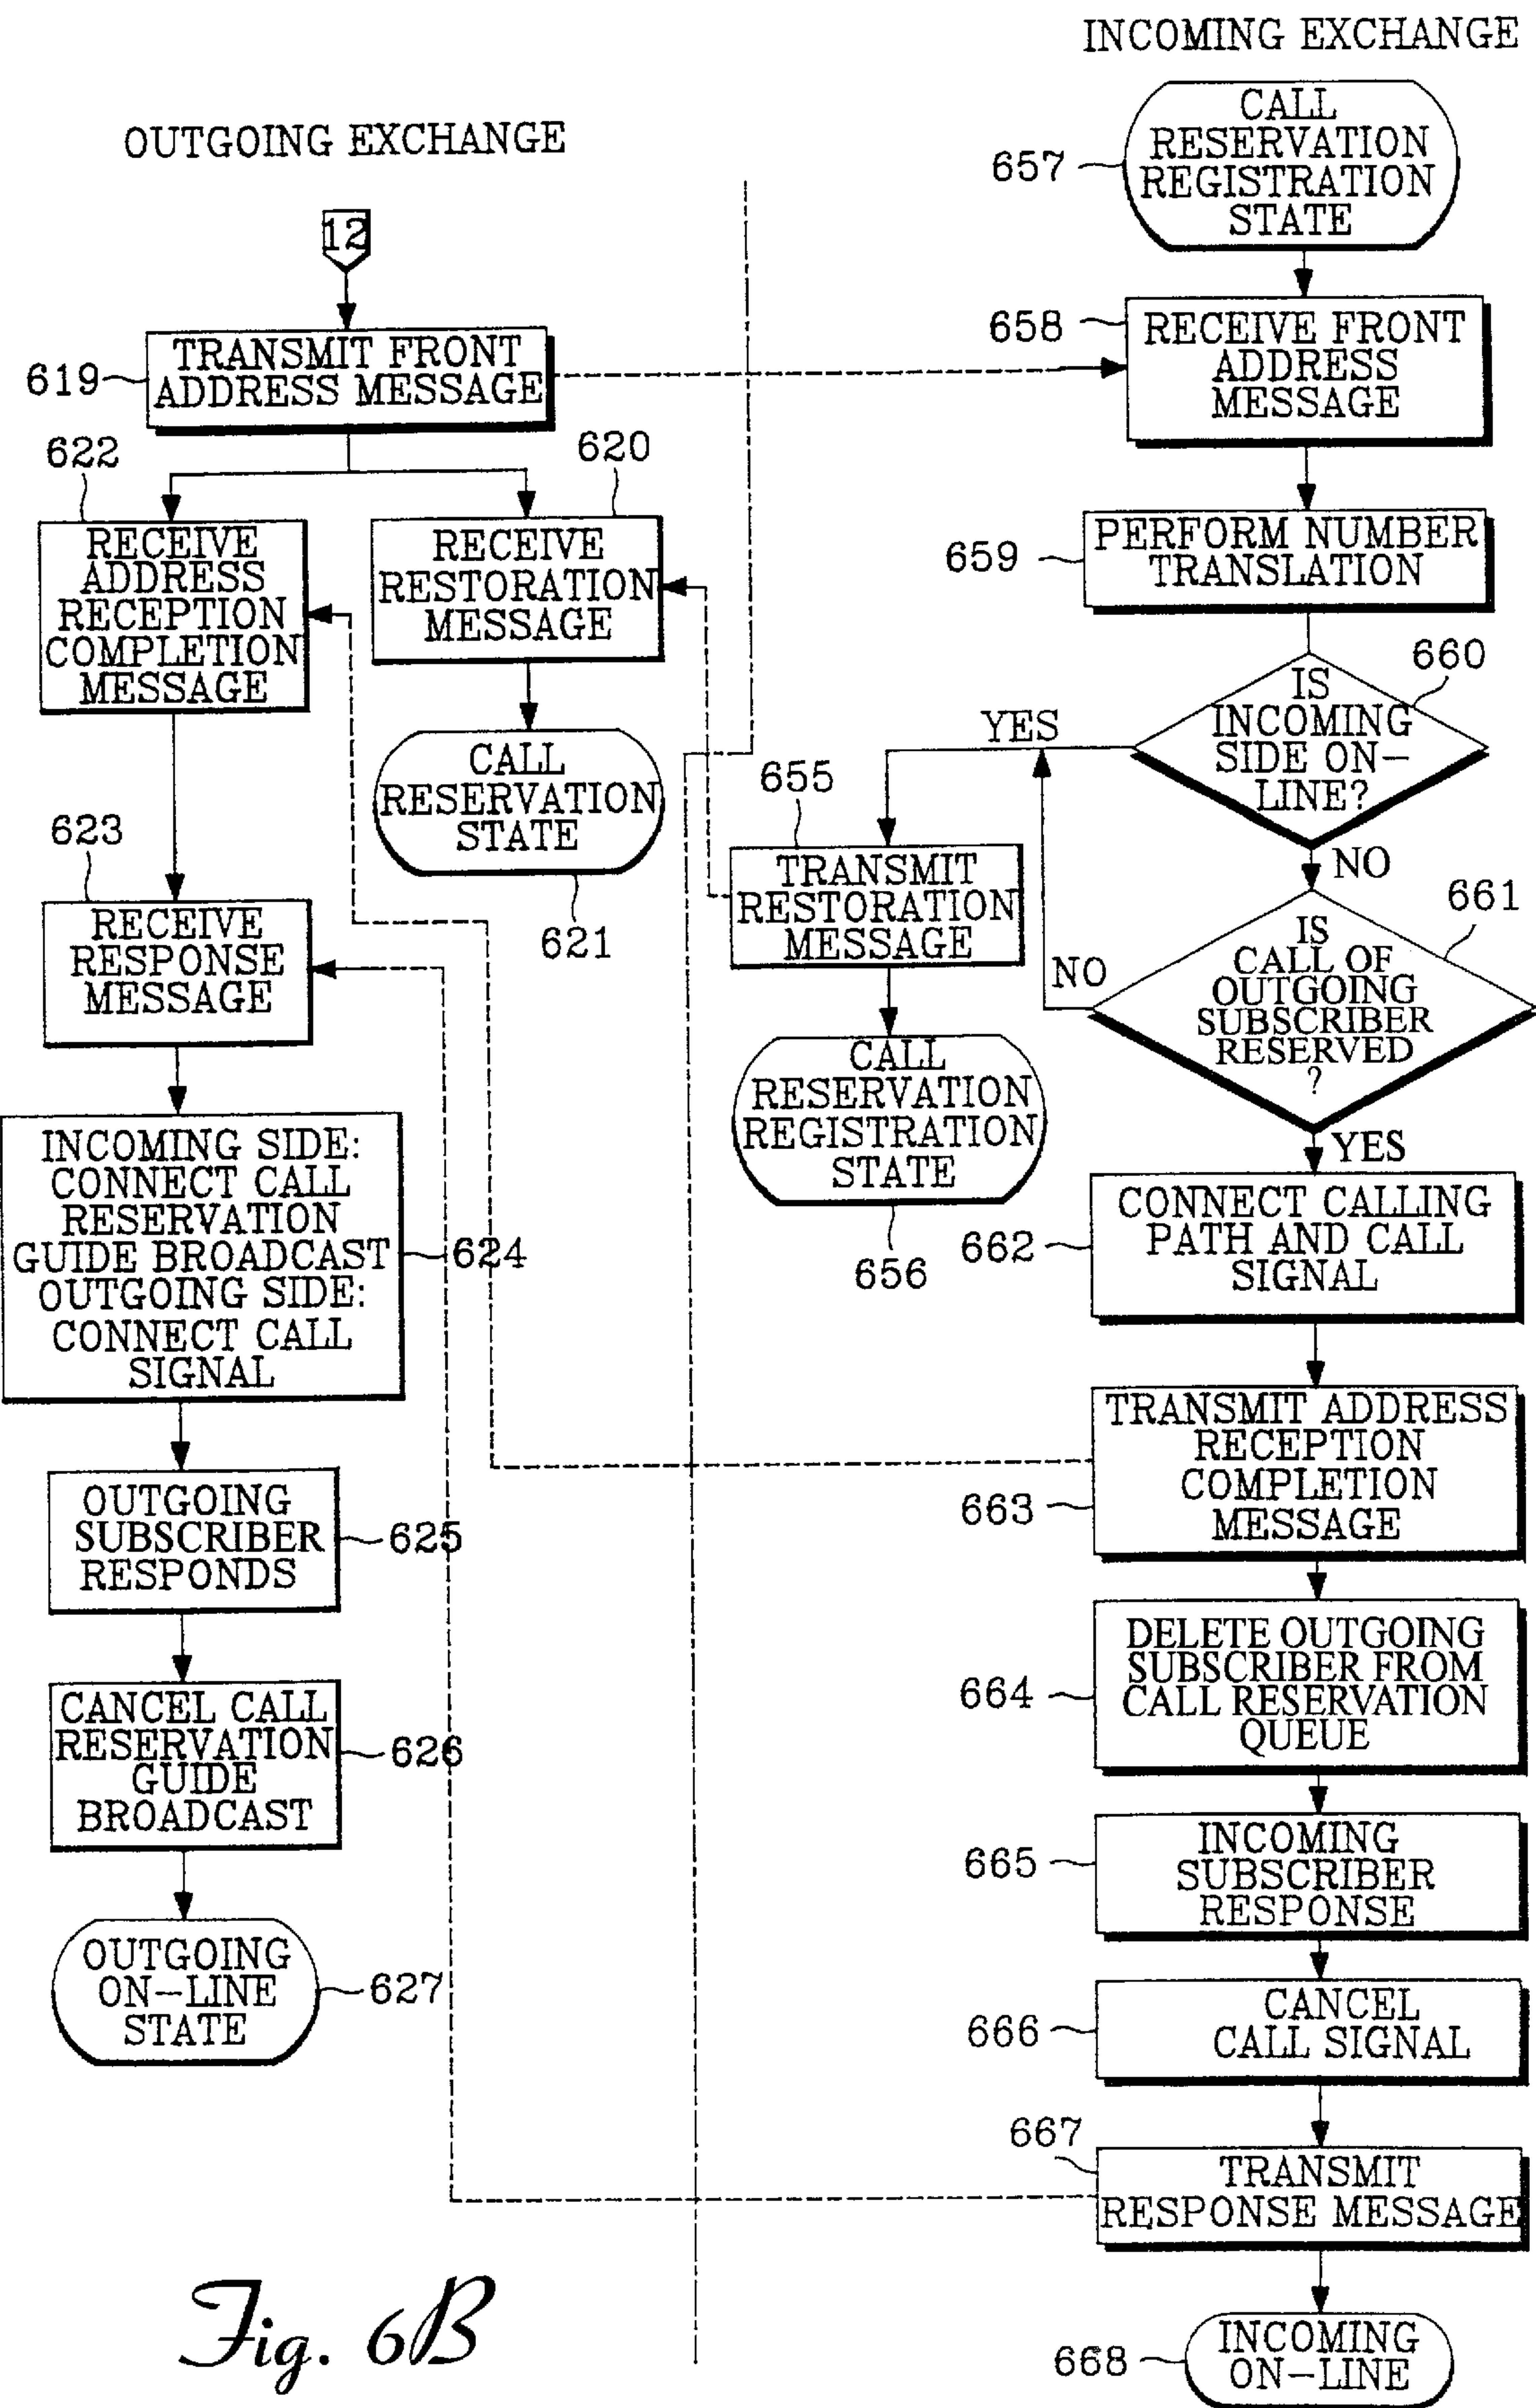 OUTGOING EXCHANGE
12
TRANSMIT FRONT
ADDRESS MESSAGE
619
622
RECEIVE
ADDRESS
RECEPTION
COMPLETION
MESSAGE
620
RECEIVE
RESTORATION
MESSAGE
CALL
RESERVATION
STATE
621
623
RECEIVE
RESPONSE
MESSAGE
INCOMING SIDE:
CONNECT CALL
RESERVATION
GUIDE BROADCAST
OUTGOING SIDE:
CONNECT CALL
SIGNAL
624
OUTGOING
SUBSCRIBER
RESPONDS
625
CANCEL CALL
RESERVATION
GUIDE
BROADCAST
626
OUTGOING
ON-LINE
STATE
627
INCOMING EXCHANGE
CALL
RESERVATION
REGISTRATION
STATE
657
658
RECEIVE FRONT
ADDRESS
MESSAGE
659
PERFORM NUMBER
TRANSLATION
660
IS
INCOMING
SIDE ON-
LINE?
YES
NO
655
TRANSMIT
RESTORATION
MESSAGE
CALL
RESERVATION
REGISTRATION
STATE
656
661
IS
CALL OF
OUTGOING
SUBSCRIBER
RESERVED
?
NO
YES
662
CONNECT CALLING
PATH AND CALL
SIGNAL
663
TRANSMIT ADDRESS
RECEPTION
COMPLETION
MESSAGE
664
DELETE OUTGOING
SUBSCRIBER FROM
CALL RESERVATION
QUEUE
665
INCOMING
SUBSCRIBER
RESPONSE
666
CANCEL
CALL SIGNAL
667
TRANSMIT
RESPONSE MESSAGE
668
INCOMING
ON-LINE
Fig. 6B